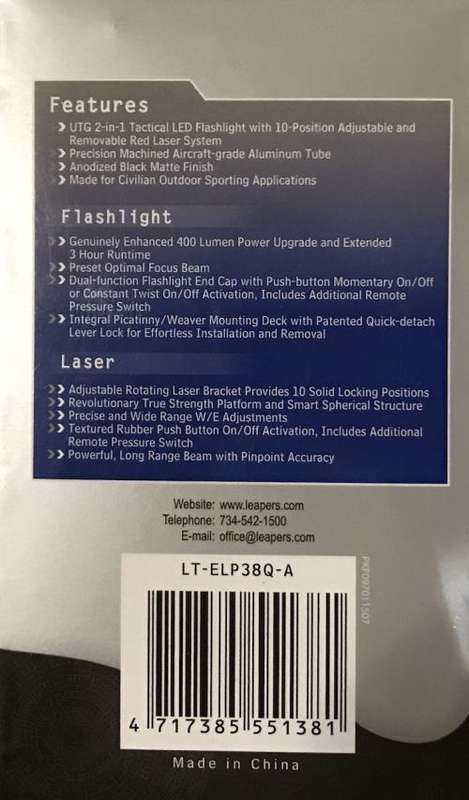 Features
UTG 2-in-1 Tactical LED Flashlight with 10-Position Adjustable and
Removable Red Laser System
Precision Machined Aircraft-grade Aluminum Tube
Anodized Black Matte Finish
Made for Civilian Outdoor Sporting Applications
Flashlight
Genuinely Enhanced 400 Lumen Power Upgrade and Extended
3 Hour Runtime
Preset Optimal Focus Beam
Dual-function Flashlight End Cap with Push-button Momentary On/Off
or Constant Twist On/Off Activation, Includes Additional Remote
Pressure Switch
Integral Picatinny/Weaver Mounting Deck with Patented Quick-detach
Lever Lock for Effortless Installation and Removal
Laser
Adjustable Rotating Laser Bracket Provides 10 Solid Locking Positions
Revolutionary True Strength Platform and Smart Spherical Structure
Precise and Wide Range W/E Adjustments
Textured Rubber Push Button On/Off Activation, Includes Additional
Remote Pressure Switch
Powerful, Long Range Beam with Pinpoint Accuracy
Website: www.leapers.com
Telephone: 734-542-1500
E-mail: office@leapers.com
LT-ELP38Q-A
PKF097011507
4 717385 551381
Made in China